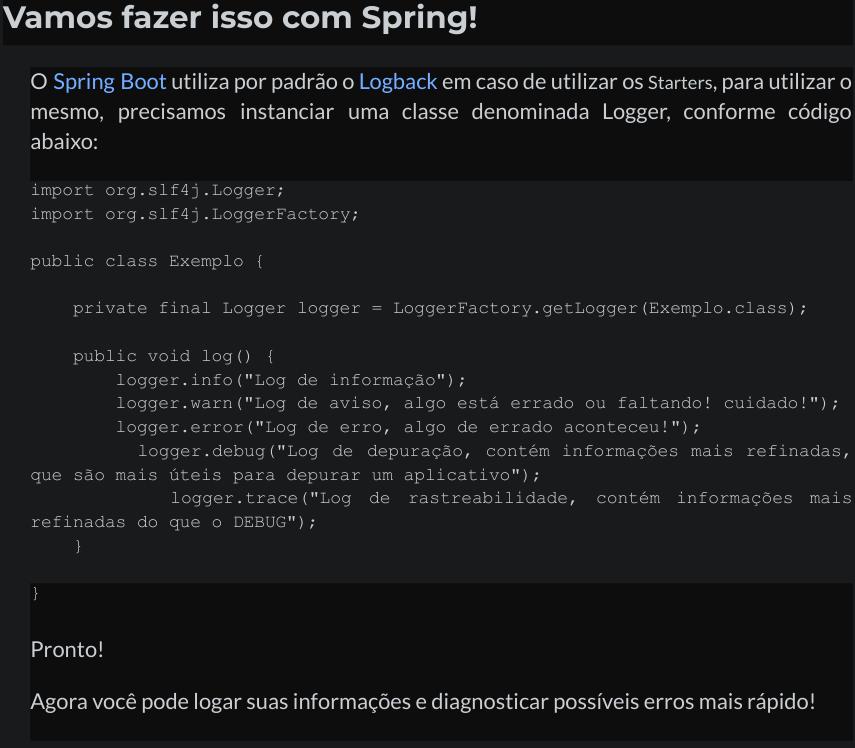 Vamos fazer isso com Spring!
O Spring Boot utiliza por padrão o Logback em caso de utilizar os Starters, para utilizar o
mesmo, precisamos instanciar uma classe denominada Logger, conforme código
abaixo:
import org.slf4j.Logger;
import org.slf4j.LoggerFactory;
public class Exemplo {
private final Logger logger = LoggerFactory.getLogger(Exemplo.class);
public void log() {
logger.info("Log de informação");
logger.warn("Log de aviso, algo está errado ou faltando! cuidado!");
logger.error("Log de erro, algo de errado aconteceu!");
logger.debug("Log de depuração, contém informações mais refinadas,
que são mais úteis para depurar um aplicativo");
logger.trace("Log de rastreabilidade, contém informações mais
refinadas do que o DEBUG");
}
}
Pronto!
Agora você pode logar suas informações e diagnosticar possíveis erros mais rápido!